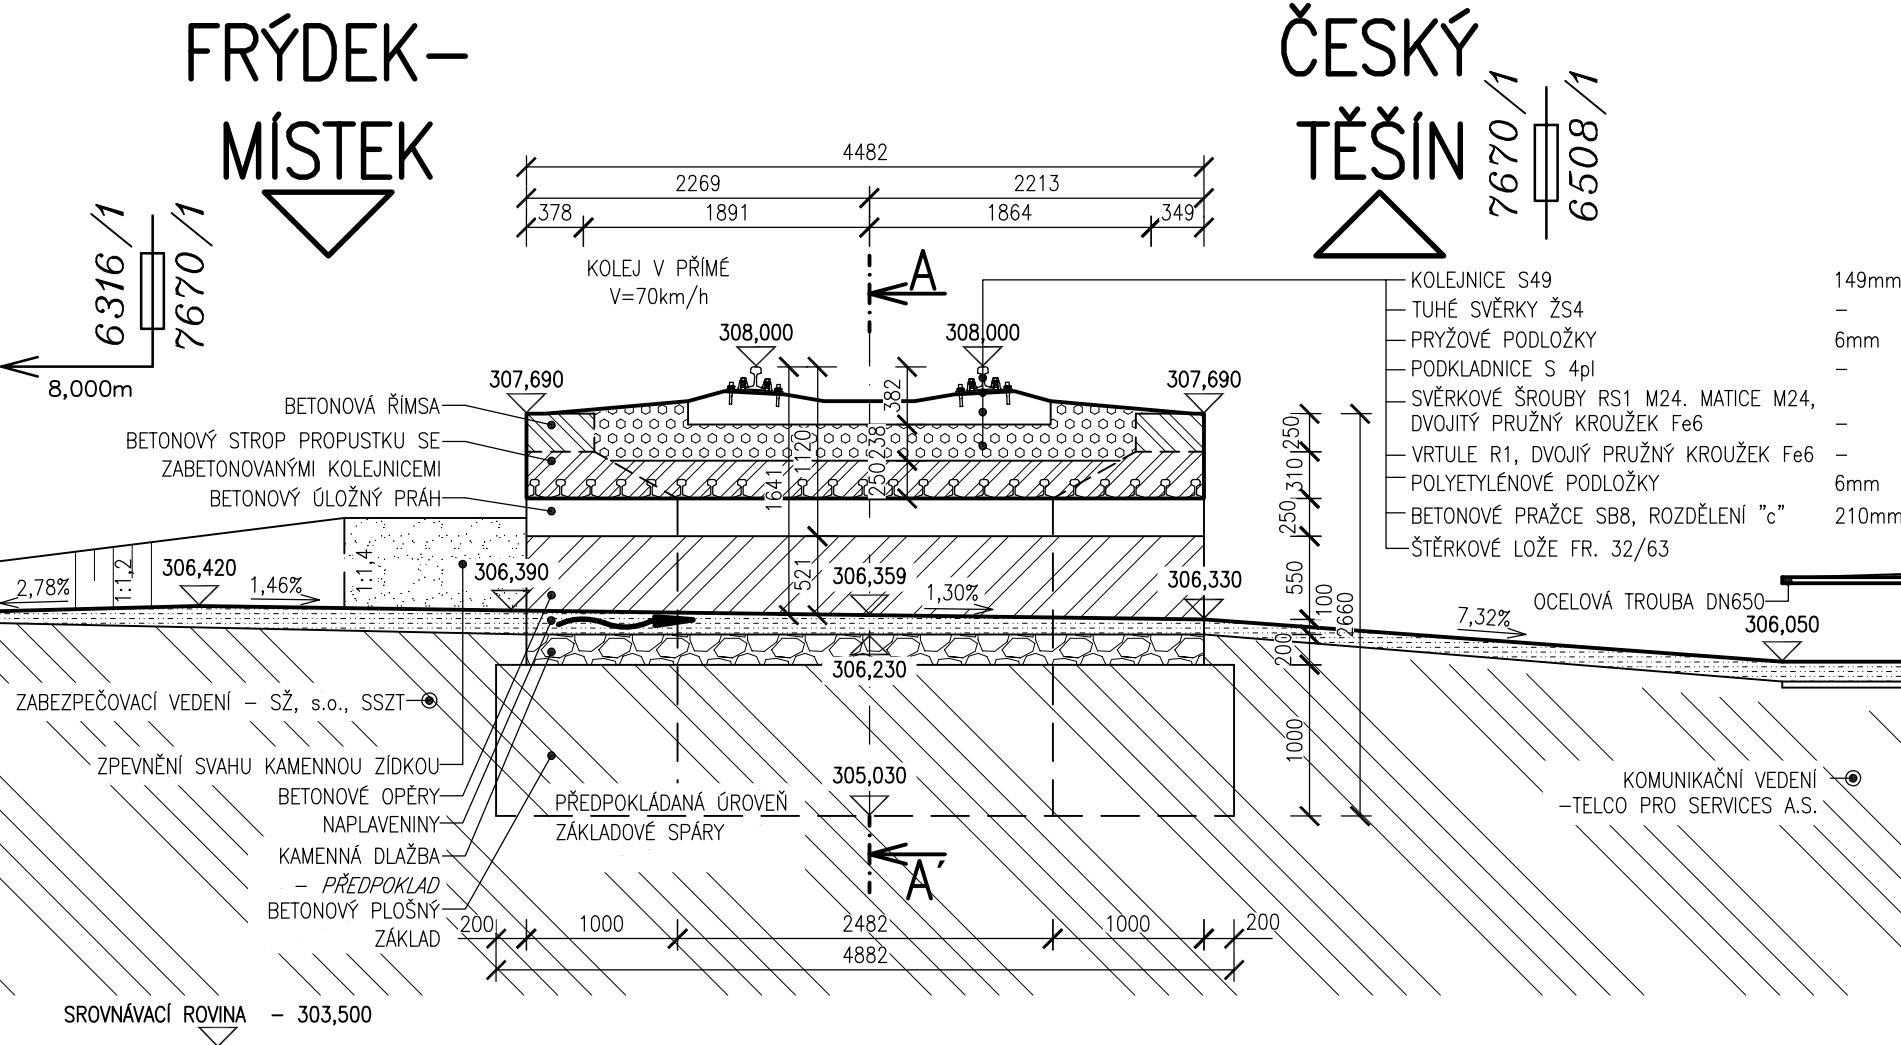 FRÝDEK-
MÍSTEK
ČESKÝ
TĚŠÍN
7670/1
6508/1
6316/1
7670/1
8,000m
4482
2269
2213
378
1891
1864
349
KOLEJ V PŘÍMÉ
V=70km/h
A
308,000
308,000
307,690
307,690
KOLEJNICE S49 149mm
TUHÉ SVĚRKY ŽS4 –
PRYŽOVÉ PODLOŽKY 6mm
PODKLADNICE S 4pl –
SVĚRKOVÉ ŠROUBY RS1 M24. MATICE M24,
DVOJITÝ PRUŽNÝ KROUŽEK Fe6 –
VRTULE R1, DVOJIÝ PRUŽNÝ KROUŽEK Fe6 –
POLYETYLÉNOVÉ PODLOŽKY 6mm
BETONOVÉ PRAŽCE SB8, ROZDĚLENÍ "c" 210mm
ŠTĚRKOVÉ LOŽE FR. 32/63
BETONOVÁ ŘÍMSA
BETONOVÝ STROP PROPUSTKU SE
ZABETONOVANÝMI KOLEJNICEMI
BETONOVÝ ÚLOŽNÝ PRÁH
382
238
250
1120
1641
521
250
310
250
550
100
200
1000
2660
2,78%
1:1,2
306,420
1,46%
1:1,4
306,390
306,359
1,30%
306,330
7,32%
OCELOVÁ TROUBA DN650
306,050
306,230
ZABEZPEČOVACÍ VEDENÍ – SŽ, s.o., SSZT
ZPEVNĚNÍ SVAHU KAMENNOU ZÍDKOU
BETONOVÉ OPĚRY
NAPLAVENINY
KAMENNÁ DLAŽBA
– PŘEDPOKLAD
BETONOVÝ PLOŠNÝ
ZÁKLAD
305,030
PŘEDPOKLÁDANÁ ÚROVEŇ
ZÁKLADOVÉ SPÁRY
KOMUNIKAČNÍ VEDENÍ
–TELCO PRO SERVICES A.S.
A´
200
1000
2482
1000
200
4882
SROVNÁVACÍ ROVINA – 303,500